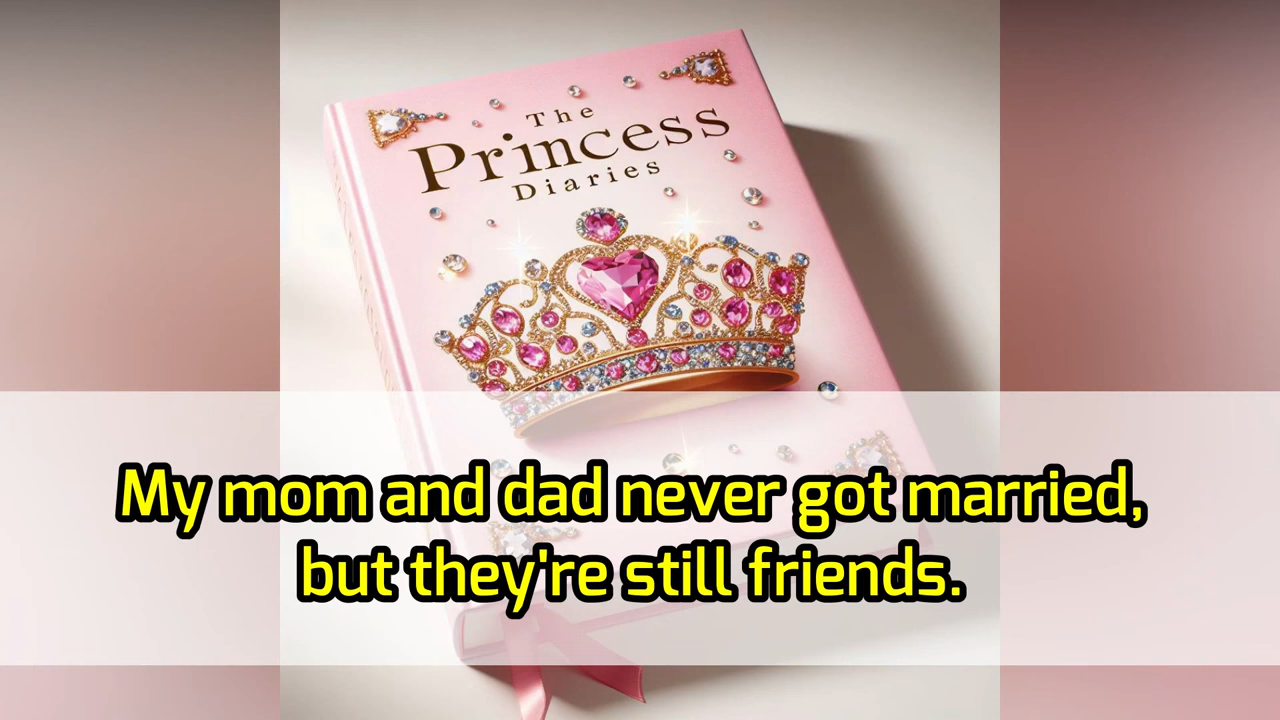 The
Princess
Diaries
My mom and dad never got married,
but they're still friends.